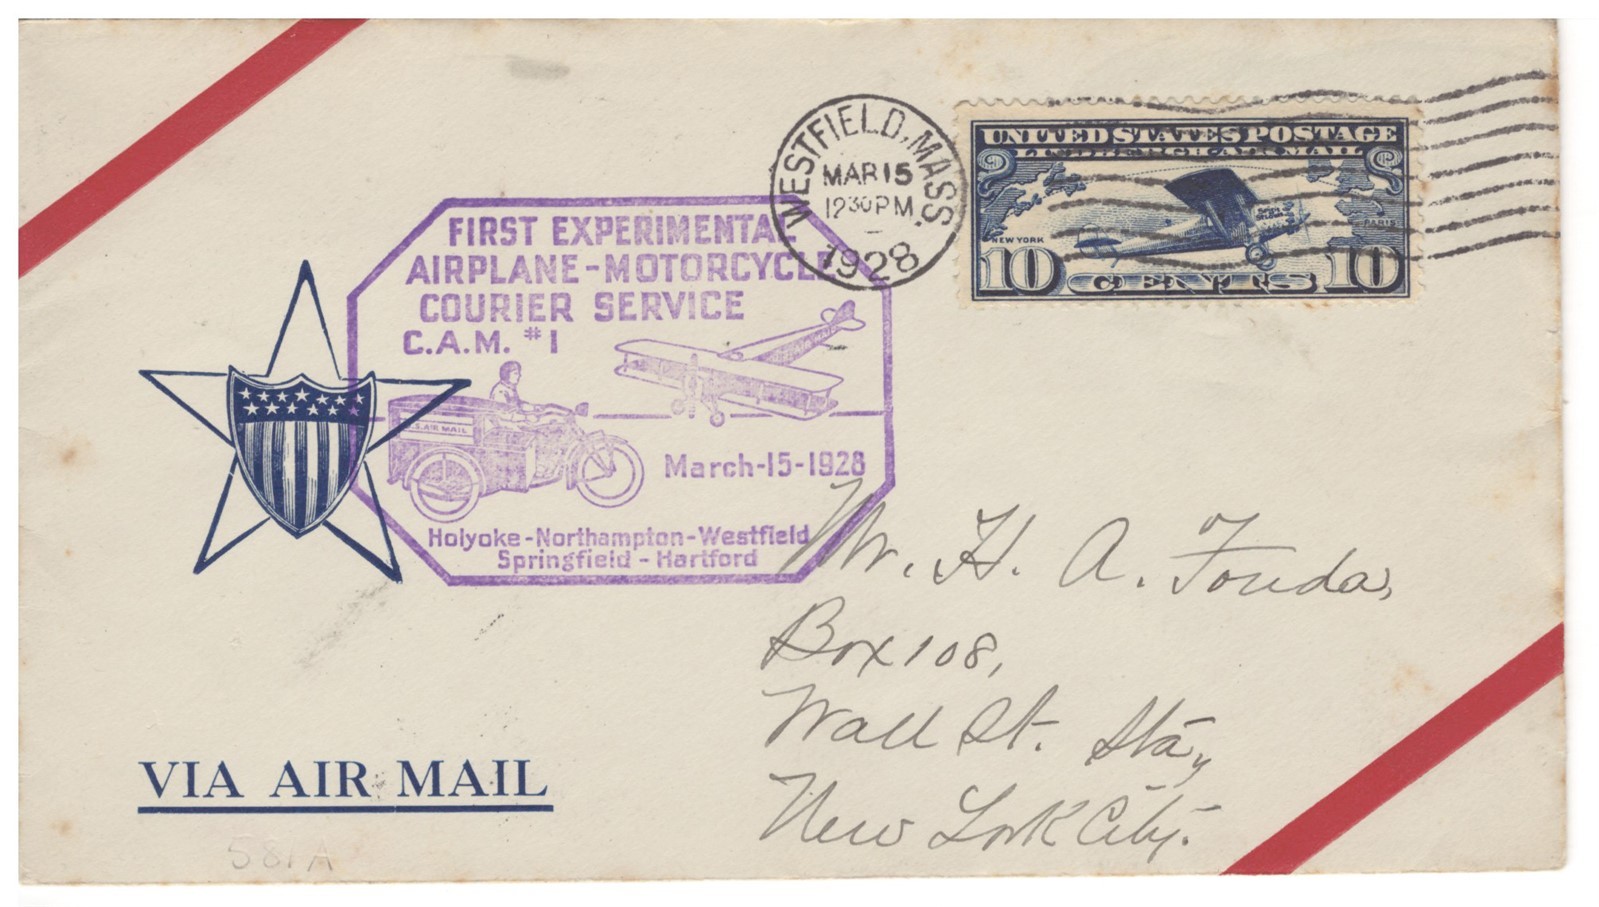 WESTFIELD, MASS.
MAR 15
12 30 PM
1928
UNITED STATES POSTAGE
LINDBERGH AIR MAIL
NEW YORK
PARIS
10 CENTS 10
FIRST EXPERIMENTAL
AIRPLANE-MOTORCYCLE
COURIER SERVICE
C.A.M. #1
U.S. AIR MAIL
March-15-1928
Holyoke-Northampton-Westfield
Springfield - Hartford
Mr. H. A. Fonda,
Box 108,
Wall St. Sta,
New York City.
VIA AIR MAIL
581A